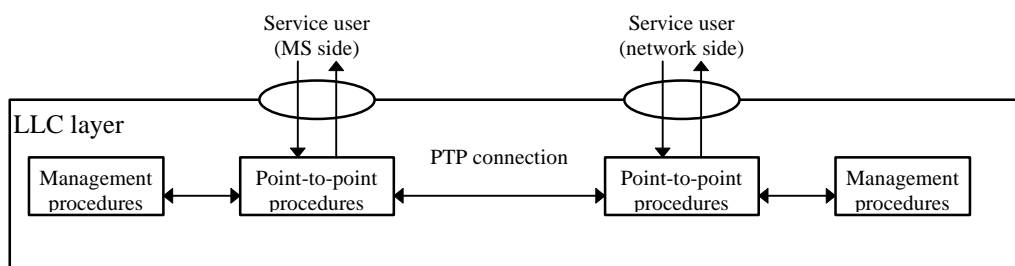 Service user
(MS side)
Service user
(network side)
LLC layer
PTP connection
Management
procedures
Point-to-point
procedures
Point-to-point
procedures
Management
procedures